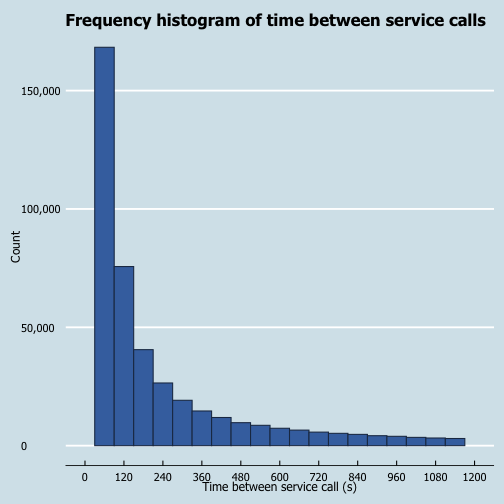 Frequency histogram of time between service calls
150,000
100,000
50,000
0
Count
0 120 240 360 480 600 720 840 960 1080 1200
Time between service call (s)